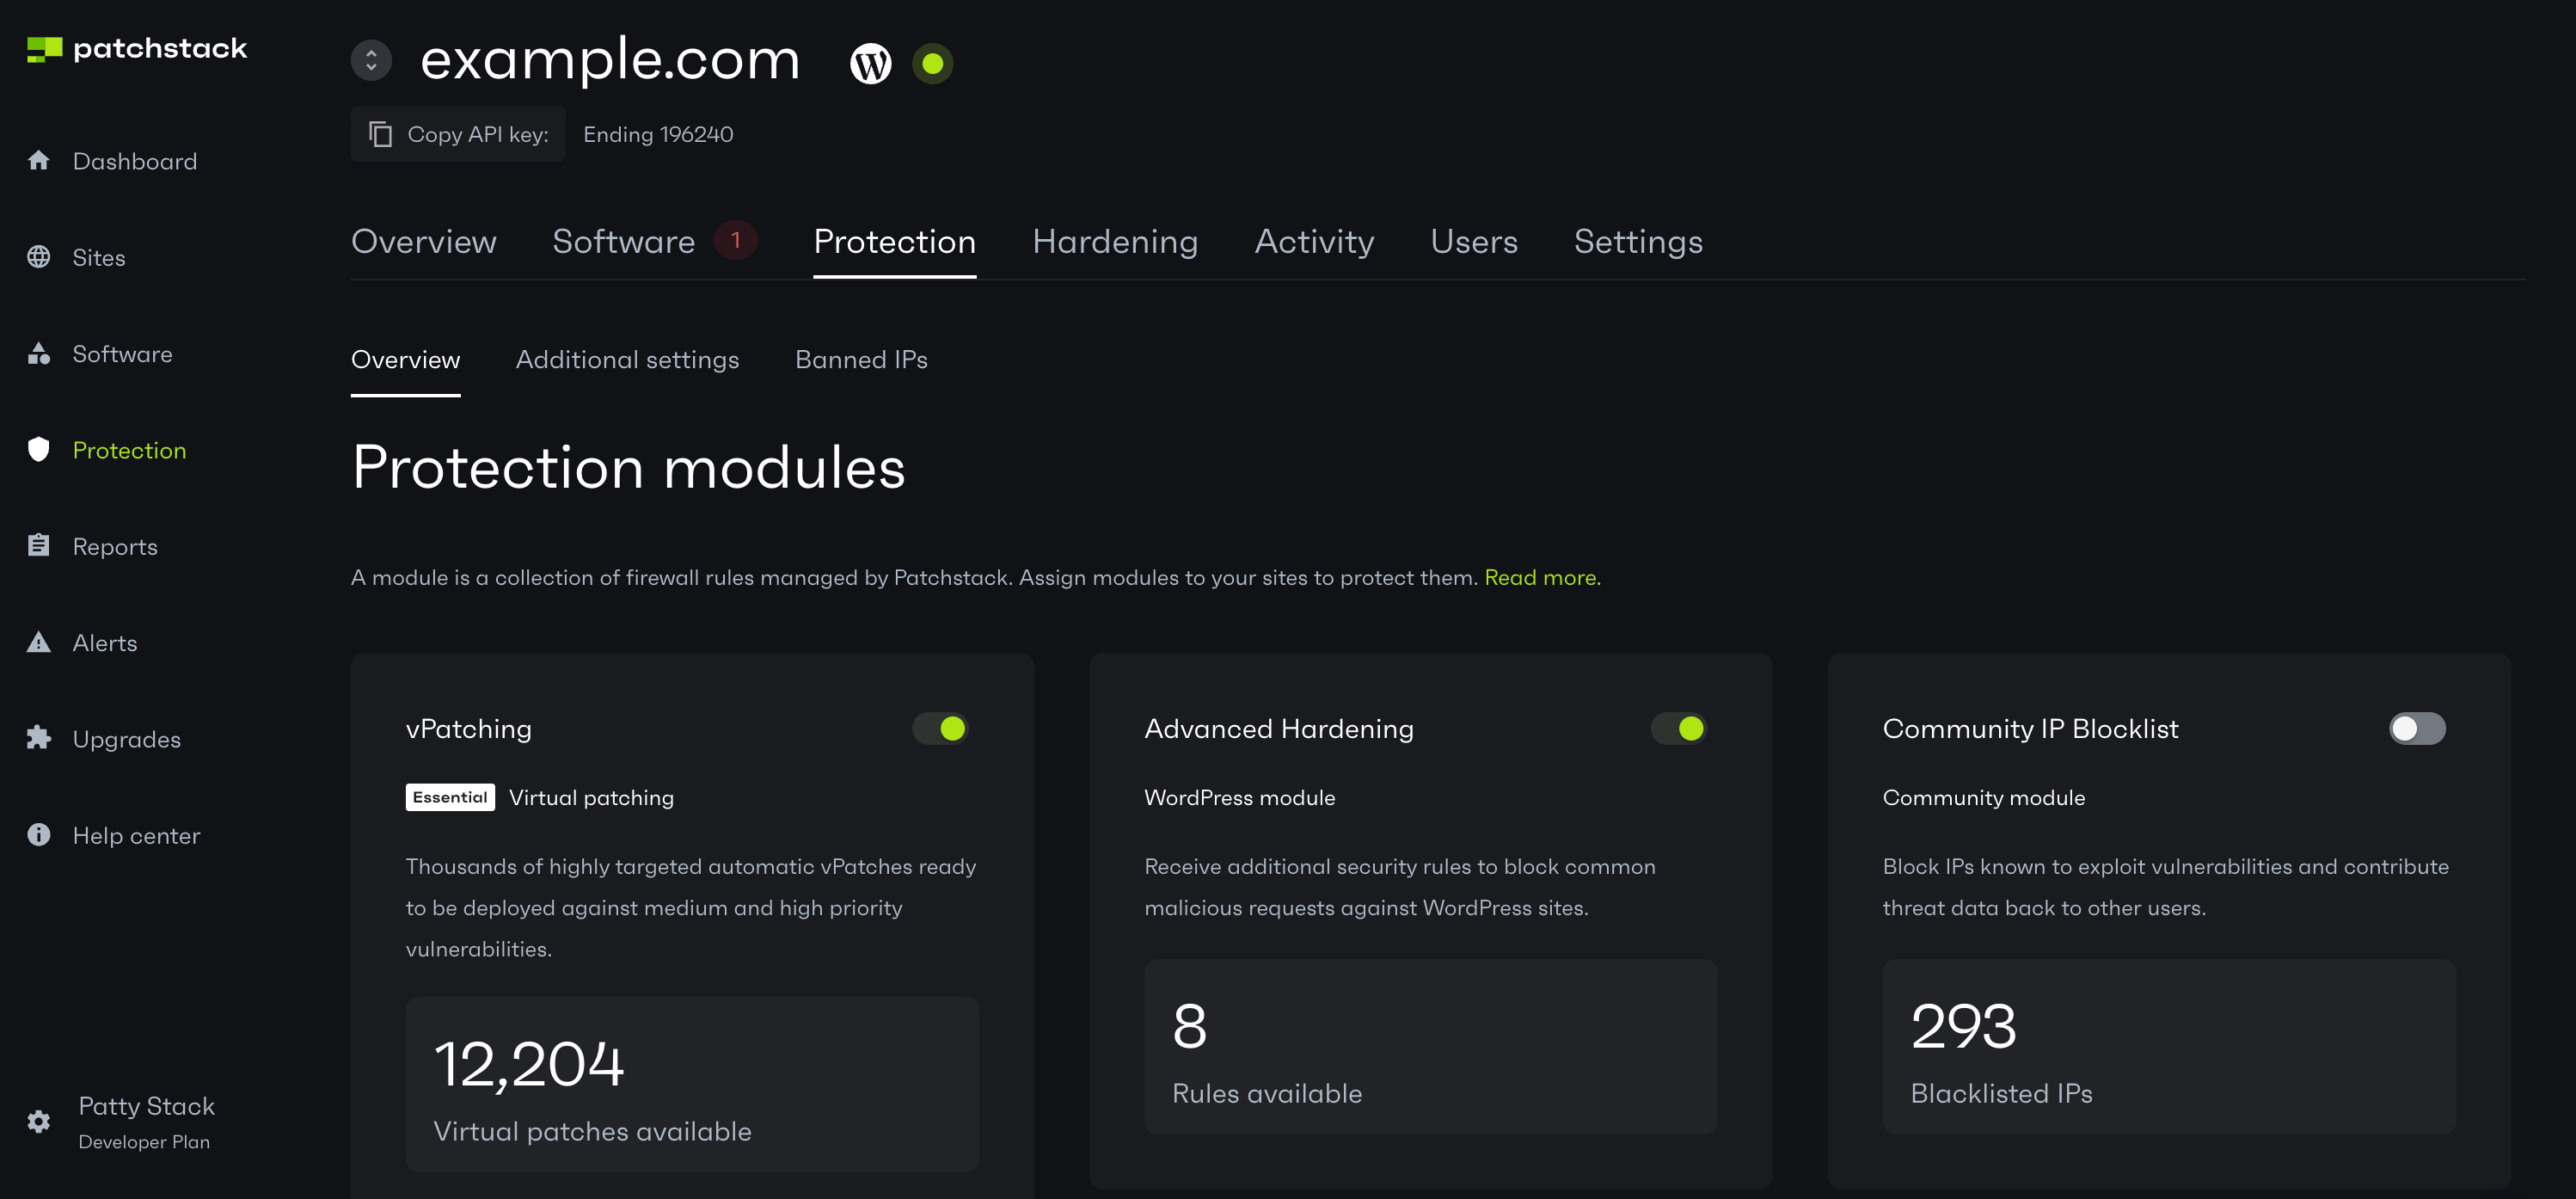 patchstack
Dashboard
Sites
Software
Protection
Reports
Alerts
Upgrades
Help center
Patty Stack
Developer Plan
example.com
Copy API key: Ending 196240
Overview Software 1 Protection Hardening Activity Users Settings
Overview Additional settings Banned IPs
Protection modules
A module is a collection of firewall rules managed by Patchstack. Assign modules to your sites to protect them. Read more.
vPatching
Essential Virtual patching
Thousands of highly targeted automatic vPatches ready
to be deployed against medium and high priority
vulnerabilities.
12,204
Virtual patches available
Advanced Hardening
WordPress module
Receive additional security rules to block common
malicious requests against WordPress sites.
8
Rules available
Community IP Blocklist
Community module
Block IPs known to exploit vulnerabilities and contribute
threat data back to other users.
293
Blacklisted IPs